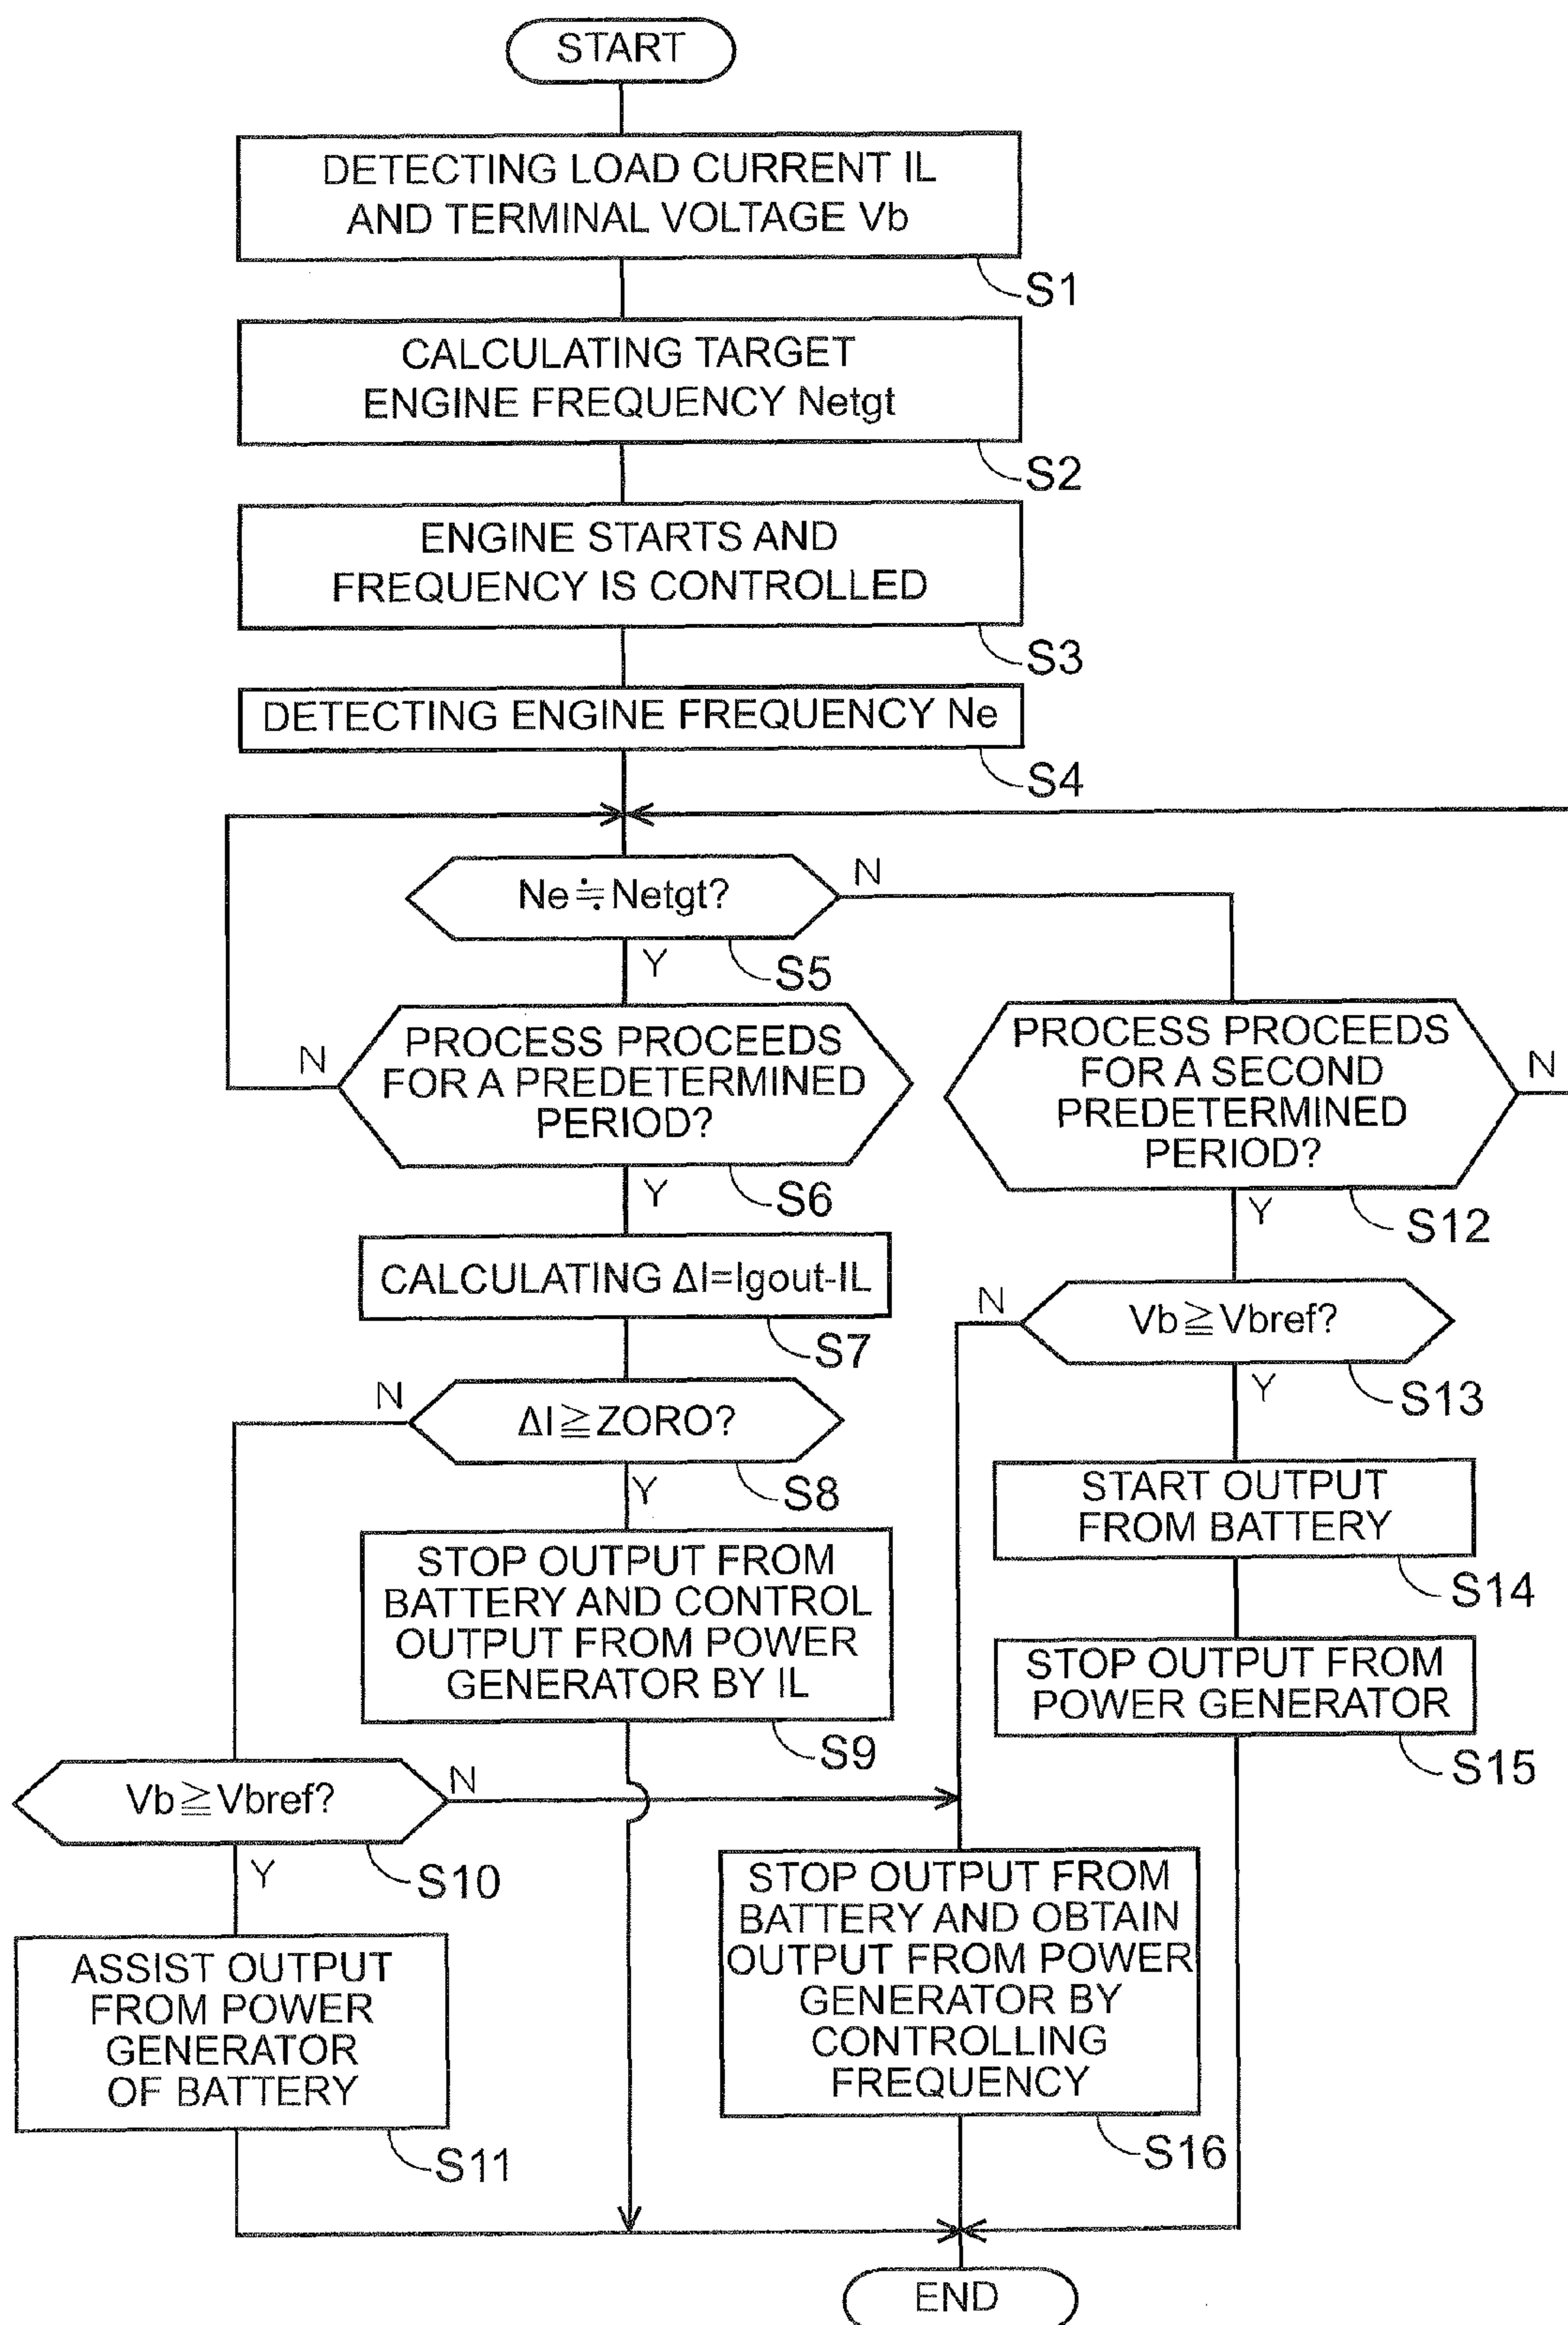 START
DETECTING LOAD CURRENT IL
AND TERMINAL VOLTAGE Vb
S1
CALCULATING TARGET
ENGINE FREQUENCY Netgt
S2
ENGINE STARTS AND
FREQUENCY IS CONTROLLED
S3
DETECTING ENGINE FREQUENCY Ne
S4
Ne≒Netgt?
N
Y
S5
PROCESS PROCEEDS
FOR A PREDETERMINED
PERIOD?
N
Y
S6
PROCESS PROCEEDS
FOR A SECOND
PREDETERMINED
PERIOD?
N
Y
S12
CALCULATING ΔI=Igout-IL
S7
Vb≧Vbref?
N
Y
S13
ΔI≧ZORO?
N
Y
S8
START OUTPUT
FROM BATTERY
S14
STOP OUTPUT FROM
BATTERY AND CONTROL
OUTPUT FROM POWER
GENERATOR BY IL
S9
STOP OUTPUT FROM
POWER GENERATOR
S15
Vb≧Vbref?
N
Y
S10
STOP OUTPUT FROM
BATTERY AND OBTAIN
OUTPUT FROM POWER
GENERATOR BY
CONTROLLING
FREQUENCY
S16
ASSIST OUTPUT
FROM POWER
GENERATOR
OF BATTERY
S11
END